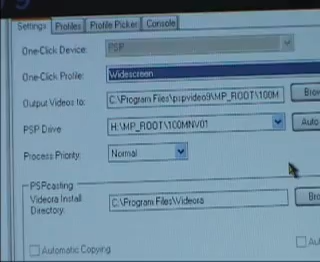 Settings Profiles Profile Picker Console
One-Click Device: PSP
One-Click Profile: Widescreen
Output Videos to: C:\Program Files\pspvideo9\MP_ROOT\100M
PSP Drive H:\MP_ROOT\100MNV01 Auto
Process Priority: Normal
PSPcasting
Videora Install
Directory: C:\Program Files\Videora
Automatic Copying